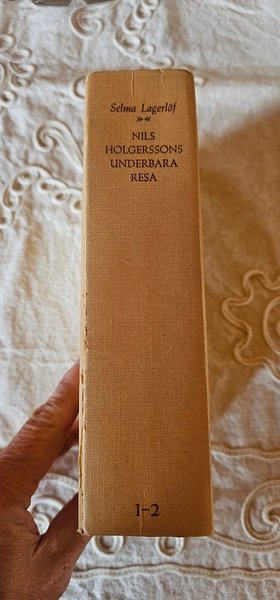 Selma Lagerlöf
»«
NILS
HOLGERSSONS
UNDERBARA
RESA
1-2